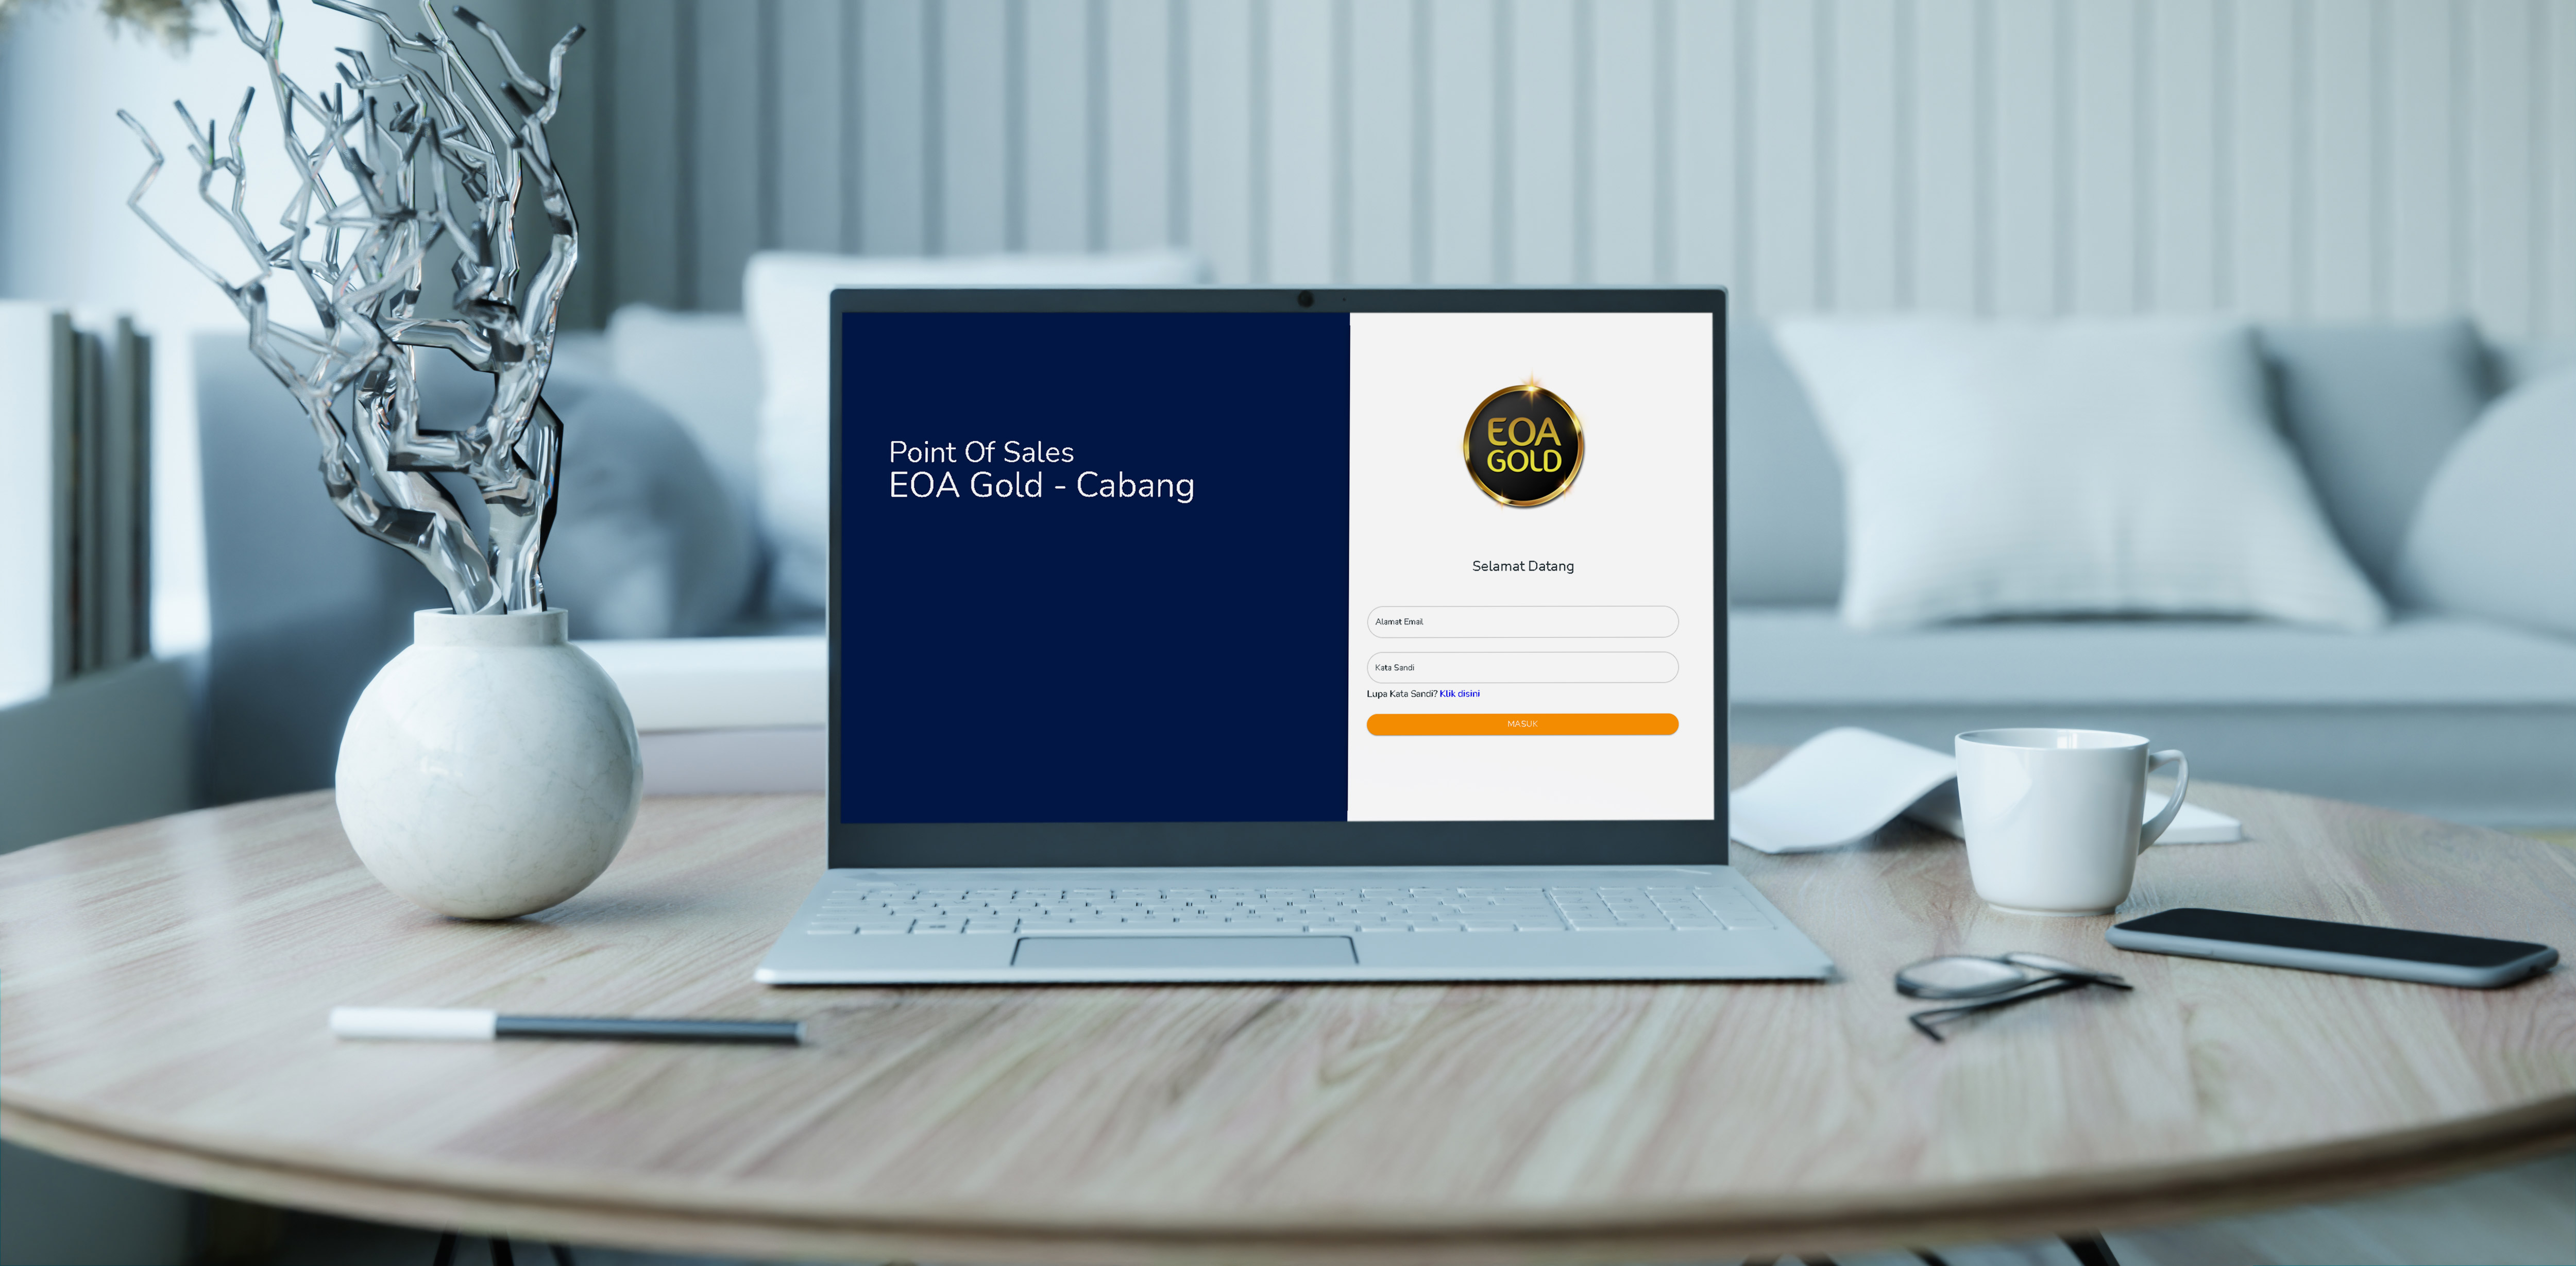 Point Of Sales
EOA Gold - Cabang
EOA
GOLD
Selamat Datang
Alamat Email
Kata Sandi
Lupa Kata Sandi? Klik disini
MASUK